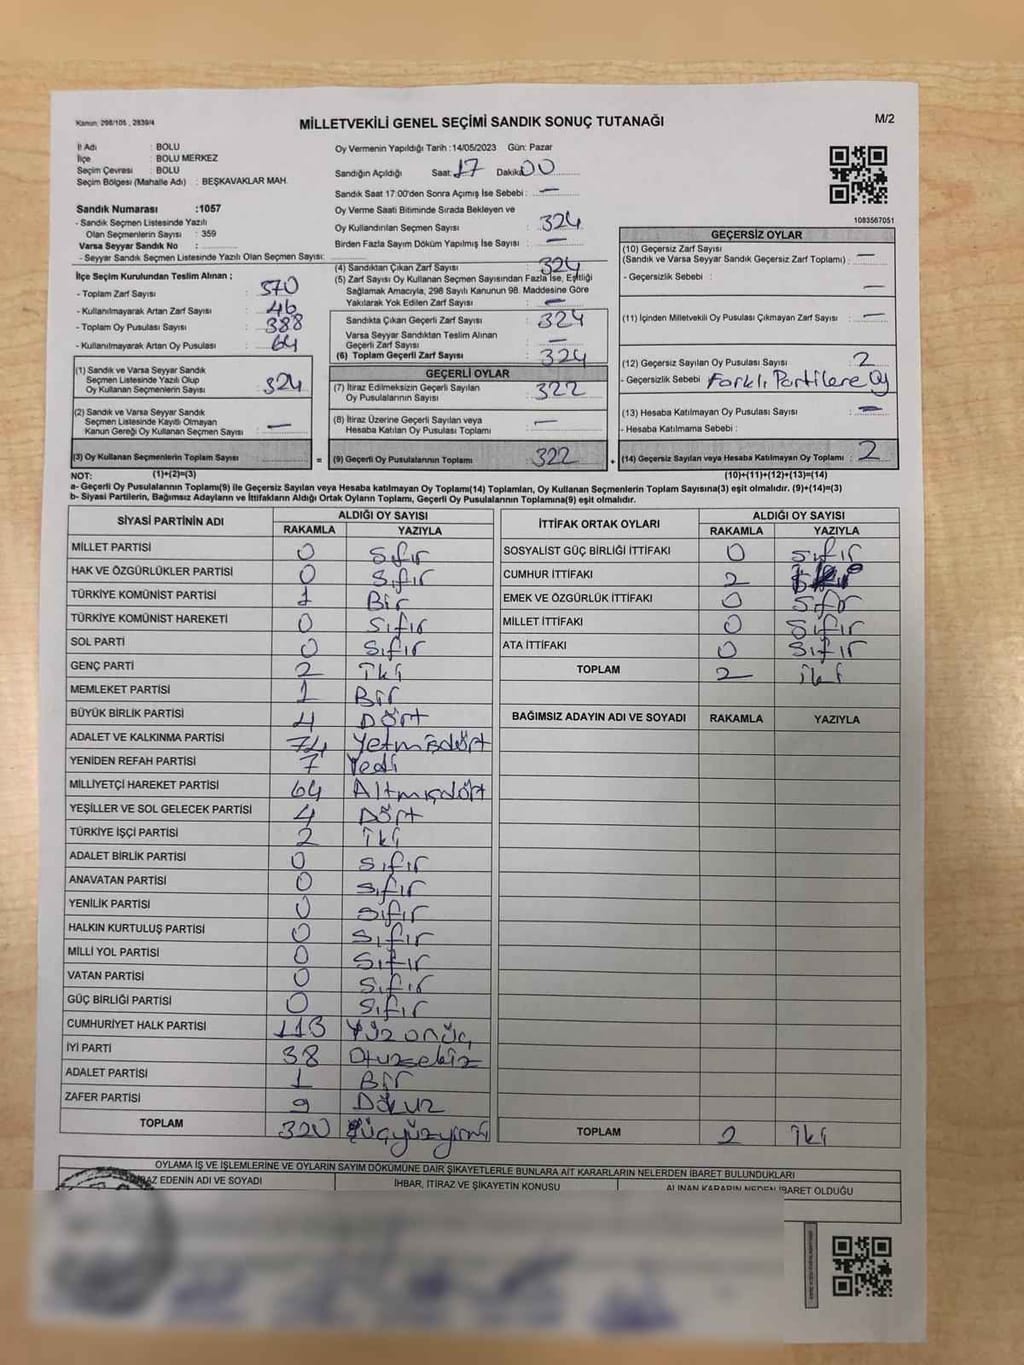 Kanun, 298/105 , 2839/4
MİLLETVEKİLİ GENEL SEÇİMİ SANDIK SONUÇ TUTANAĞI
M/2
İl Adı : BOLU
İlçe : BOLU MERKEZ
Seçim Çevresi : BOLU
Seçim Bölgesi (Mahalle Adı) : BEŞKAVAKLAR MAH.
Sandık Numarası :1057
- Sandık Seçmen Listesinde Yazılı
Olan Seçmenlerin Sayısı : 359
Varsa Seyyar Sandık No :
- Seyyar Sandık Seçmen Listesinde Yazılı Olan Seçmen Sayısı:
Oy Vermenin Yapıldığı Tarih :14/05/2023 Gün: Pazar
Sandığın Açıldığı Saat: 17 Dakika: 00
Sandık Saat 17:00'den Sonra Açımış İse Sebebi : —
Oy Verme Saati Bitiminde Sırada Bekleyen ve
Oy Kullandırılan Seçmen Sayısı : 324
Birden Fazla Sayım Döküm Yapılmış İse Sayısı : —
1083567051
İlçe Seçim Kurulundan Teslim Alınan ;
- Toplam Zarf Sayısı : 370
- Kullanılmayarak Artan Zarf Sayısı : 46
- Toplam Oy Pusulası Sayısı : 388
- Kullanılmayarak Artan Oy Pusulası : 64
(1) Sandık ve Varsa Seyyar Sandık
Seçmen Listesinde Yazılı Olup
Oy Kullanan Seçmenlerin Sayısı : 324
(2) Sandık ve Varsa Seyyar Sandık
Seçmen Listesinde Kayıtlı Olmayan
Kanun Gereği Oy Kullanan Seçmen Sayısı : —
(3) Oy Kullanan Seçmenlerin Toplam Sayısı
(4) Sandıktan Çıkan Zarf Sayısı : 324
(5) Zarf Sayısı Oy Kullanan Seçmen Sayısından Fazla İse, Eşitliği
Sağlamak Amacıyla, 298 Sayılı Kanunun 98. Maddesine Göre
Yakılarak Yok Edilen Zarf Sayısı : —
Sandıkta Çıkan Geçerli Zarf Sayısı : 324
Varsa Seyyar Sandıktan Teslim Alınan
Geçerli Zarf Sayısı : —
(6) Toplam Geçerli Zarf Sayısı : 324
GEÇERLİ OYLAR
(7) İtiraz Edilmeksizin Geçerli Sayılan
Oy Pusulalarının Sayısı : 322
(8) İtiraz Üzerine Geçerli Sayılan veya
Hesaba Katılan Oy Pusulası Toplamı : —
= (9) Geçerli Oy Pusulalarının Toplamı 322
GEÇERSİZ OYLAR
(10) Geçersiz Zarf Sayısı
(Sandık ve Varsa Seyyar Sandık Geçersiz Zarf Toplamı) : —
- Geçersizlik Sebebi : —
(11) İçinden Milletvekili Oy Pusulası Çıkmayan Zarf Sayısı : —
(12) Geçersiz Sayılan Oy Pusulası Sayısı : 2
- Geçersizlik Sebebi : Farklı Partilere Oy
(13) Hesaba Katılmayan Oy Pusulası Sayısı : —
- Hesaba Katılmama Sebebi :
+ (14) Geçersiz Sayılan veya Hesaba Katılmayan Oy Toplamı : 2
NOT: (1)+(2)=(3) (10)+(11)+(12)+(13)=(14)
a- Geçerli Oy Pusulalarının Toplamı(9) ile Geçersiz Sayılan veya Hesaba Katılmayan Oy Toplamı(14) Toplamları, Oy Kullanan Seçmenlerin Toplam Sayısına(3) eşit olmalıdır. (9)+(14)=(3)
b- Siyasi Partilerin, Bağımsız Adayların ve İttifakların Aldığı Ortak Oyların Toplamı, Geçerli Oy Pusulalarının Toplamına(9) eşit olmalıdır.
SİYASİ PARTİNİN ADI ALDIĞI OY SAYISI
RAKAMLA YAZIYLA
MİLLET PARTİSİ 0 Sıfır
HAK VE ÖZGÜRLÜKLER PARTİSİ 0 Sıfır
TÜRKİYE KOMÜNİST PARTİSİ 1 Bir
TÜRKİYE KOMÜNİST HAREKETİ 0 Sıfır
SOL PARTİ 0 Sıfır
GENÇ PARTİ 2 iki
MEMLEKET PARTİSİ 1 Bir
BÜYÜK BİRLİK PARTİSİ 4 Dört
ADALET VE KALKINMA PARTİSİ 74 Yetmişdört
YENİDEN REFAH PARTİSİ 7 Yedi
MİLLİYETÇİ HAREKET PARTİSİ 64 Altmışdört
YEŞİLLER VE SOL GELECEK PARTİSİ 4 Dört
TÜRKİYE İŞÇİ PARTİSİ 2 iki
ADALET BİRLİK PARTİSİ 0 Sıfır
ANAVATAN PARTİSİ 0 Sıfır
YENİLİK PARTİSİ 0 Sıfır
HALKIN KURTULUŞ PARTİSİ 0 Sıfır
MİLLİ YOL PARTİSİ 0 Sıfır
VATAN PARTİSİ 0 Sıfır
GÜÇ BİRLİĞİ PARTİSİ 0 Sıfır
CUMHURİYET HALK PARTİSİ 113 Yüz onüç
İYİ PARTİ 38 Otuzsekiz
ADALET PARTİSİ 1 Bir
ZAFER PARTİSİ 9 Dokuz
TOPLAM 320 üçyüzyirmi
İTTİFAK ORTAK OYLARI ALDIĞI OY SAYISI
RAKAMLA YAZIYLA
SOSYALİST GÜÇ BİRLİĞİ İTTİFAKI 0 Sıfır
CUMHUR İTTİFAKI 2
EMEK VE ÖZGÜRLÜK İTTİFAKI 0 Sıfır
MİLLET İTTİFAKI 0 Sıfır
ATA İTTİFAKI 0 Sıfır
TOPLAM 2 iki
BAĞIMSIZ ADAYIN ADI VE SOYADI RAKAMLA YAZIYLA
TOPLAM 2 iki
OYLAMA İŞ VE İŞLEMLERİNE VE OYLARIN SAYIM DÖKÜMÜNE DAİR ŞİKAYETLERLE BUNLARA AİT KARARLARIN NELERDEN İBARET BULUNDUKLARI
RAZ EDENİN ADI VE SOYADI İHBAR, İTİRAZ VE ŞİKAYETİN KONUSU ALINAN KARARIN NEDEN İBARET OLDUĞU